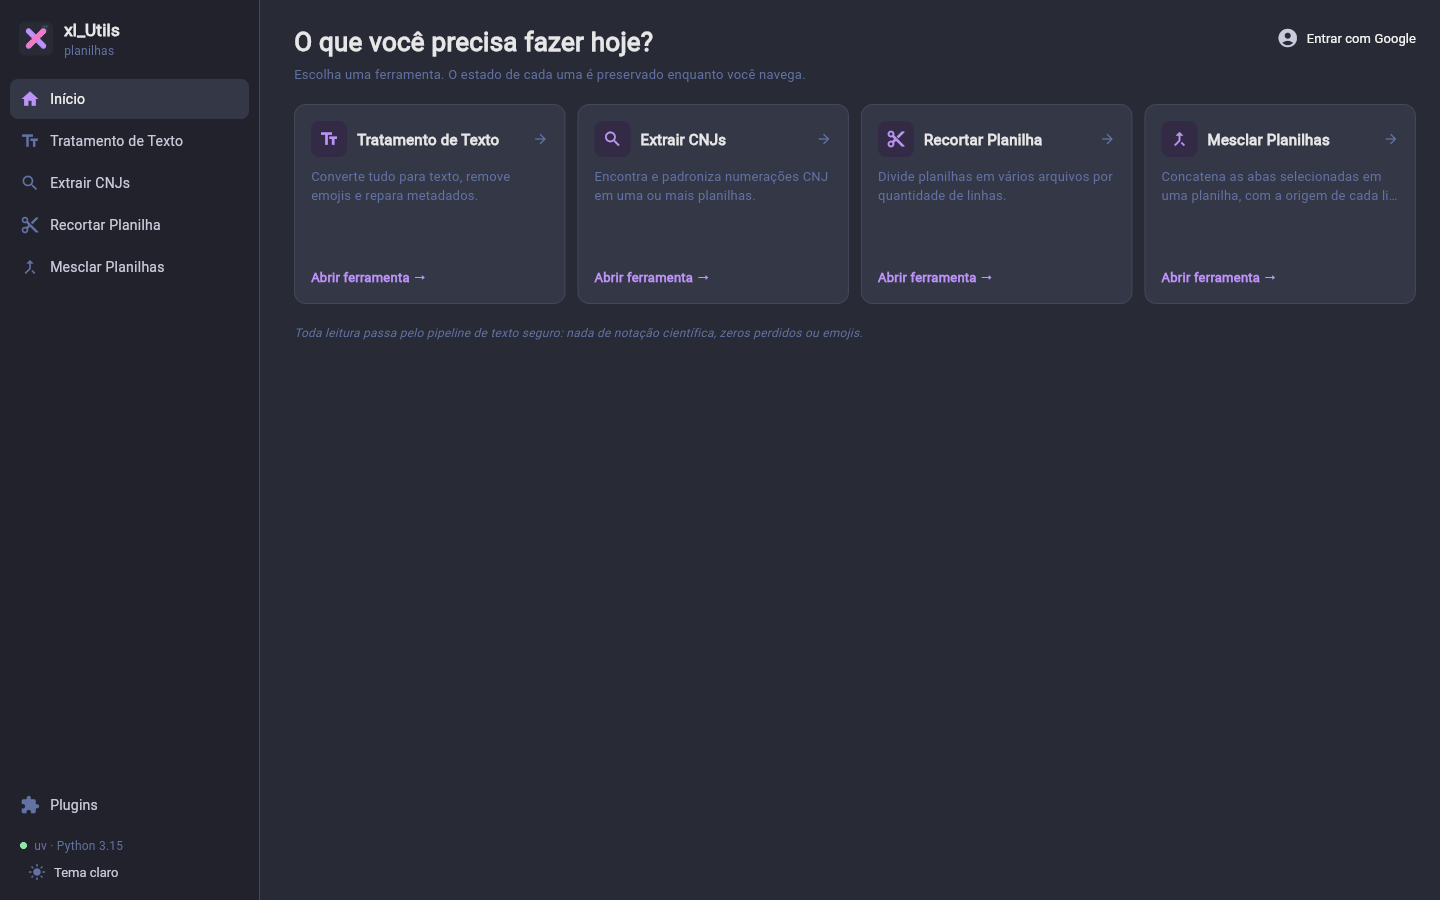 xl_Utils
planilhas
Início
Tratamento de Texto
Extrair CNJs
Recortar Planilha
Mesclar Planilhas
Plugins
uv · Python 3.15
Tema claro
O que você precisa fazer hoje?
Entrar com Google
Escolha uma ferramenta. O estado de cada uma é preservado enquanto você navega.
Tratamento de Texto →
Converte tudo para texto, remove
emojis e repara metadados.
Abrir ferramenta →
Extrair CNJs →
Encontra e padroniza numerações CNJ
em uma ou mais planilhas.
Abrir ferramenta →
Recortar Planilha →
Divide planilhas em vários arquivos por
quantidade de linhas.
Abrir ferramenta →
Mesclar Planilhas →
Concatena as abas selecionadas em
uma planilha, com a origem de cada li…
Abrir ferramenta →
Toda leitura passa pelo pipeline de texto seguro: nada de notação científica, zeros perdidos ou emojis.